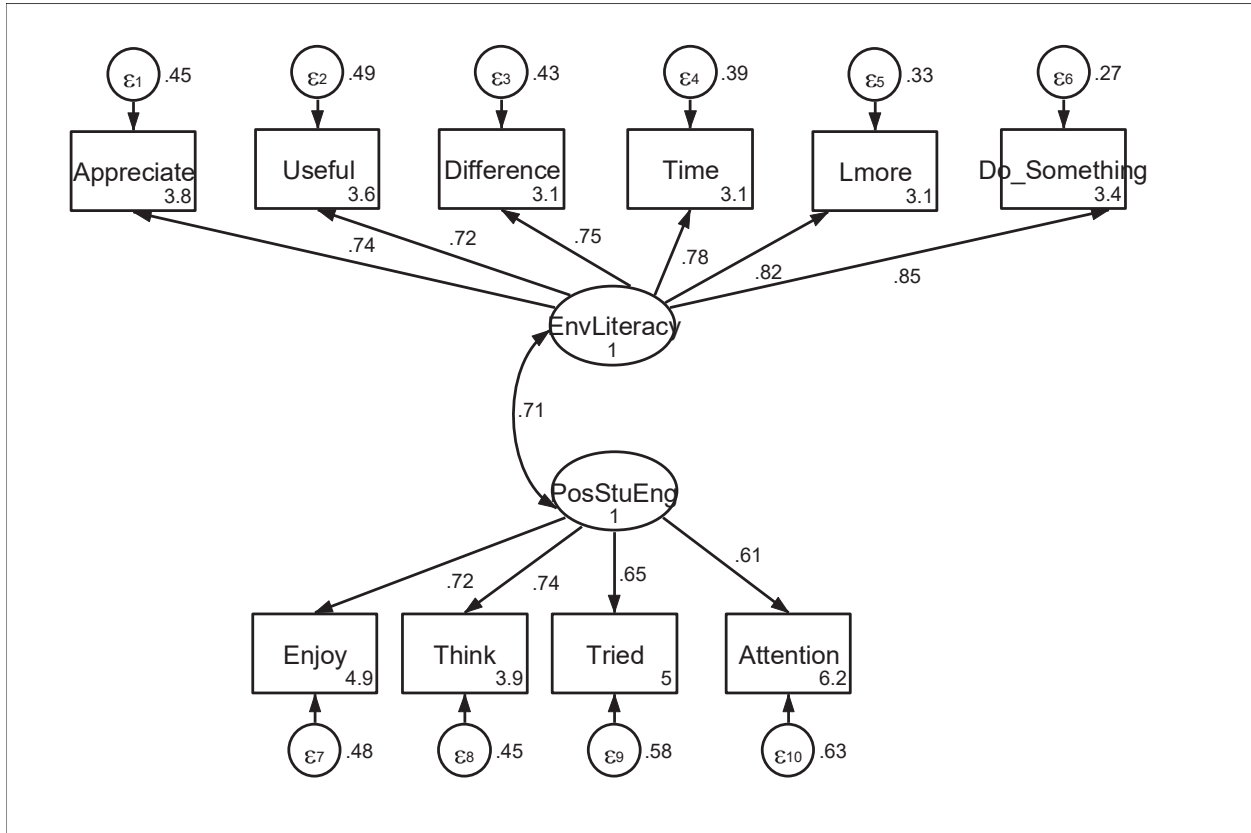 ε1 .45 ε2 .49 ε3 .43 ε4 .39 ε5 .33 ε6 .27
Appreciate Useful Difference Time Lmore Do_Something
3.8 3.6 3.1 3.1 3.1 3.4
.74 .72 .75 .78 .82 .85
EnvLiteracy
1
.71
PosStuEng
1
.72 .74 .65 .61
Enjoy Think Tried Attention
4.9 3.9 5 6.2
ε7 .48 ε8 .45 ε9 .58 ε10 .63